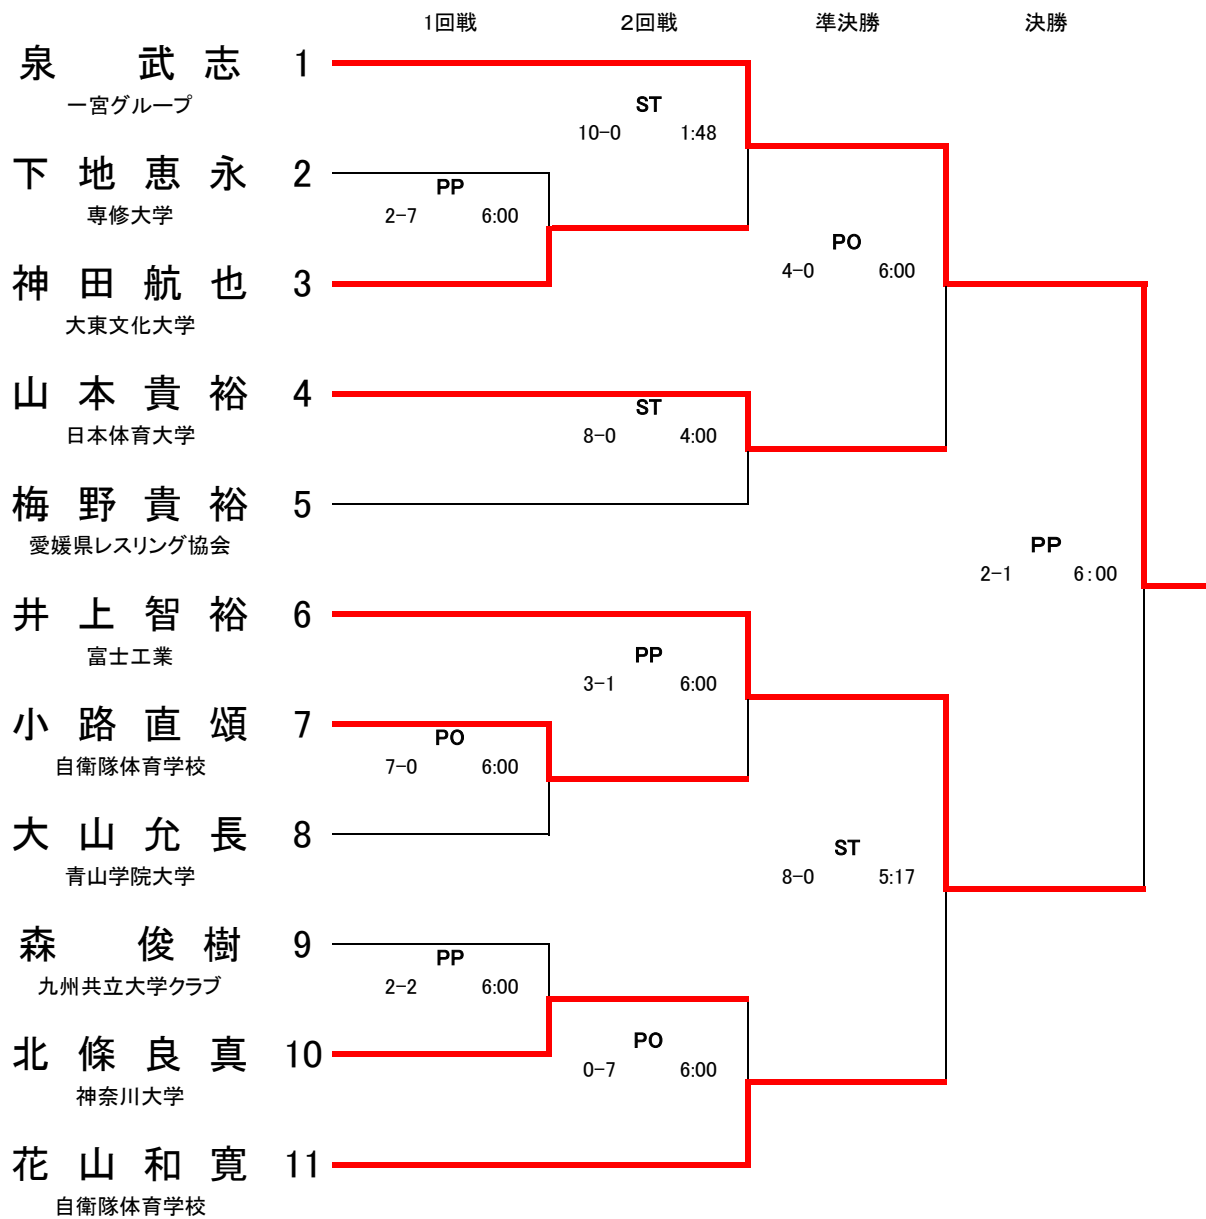 1回戦 2回戦 準決勝 決勝
泉 武 志 1
一宮グループ
ST
10-0 1:48
下 地 恵 永 2
専修大学
PP
2-7 6:00
神 田 航 也 3
大東文化大学
PO
4-0 6:00
山 本 貴 裕 4
日本体育大学
ST
8-0 4:00
梅 野 貴 裕 5
愛媛県レスリング協会
PP
2-1 6:00
井 上 智 裕 6
富士工業
PP
3-1 6:00
小 路 直 頌 7
自衛隊体育学校
PO
7-0 6:00
大 山 允 長 8
青山学院大学
ST
8-0 5:17
森 俊 樹 9
九州共立大学クラブ
PP
2-2 6:00
北 條 良 真 10
神奈川大学
PO
0-7 6:00
花 山 和 寛 11
自衛隊体育学校